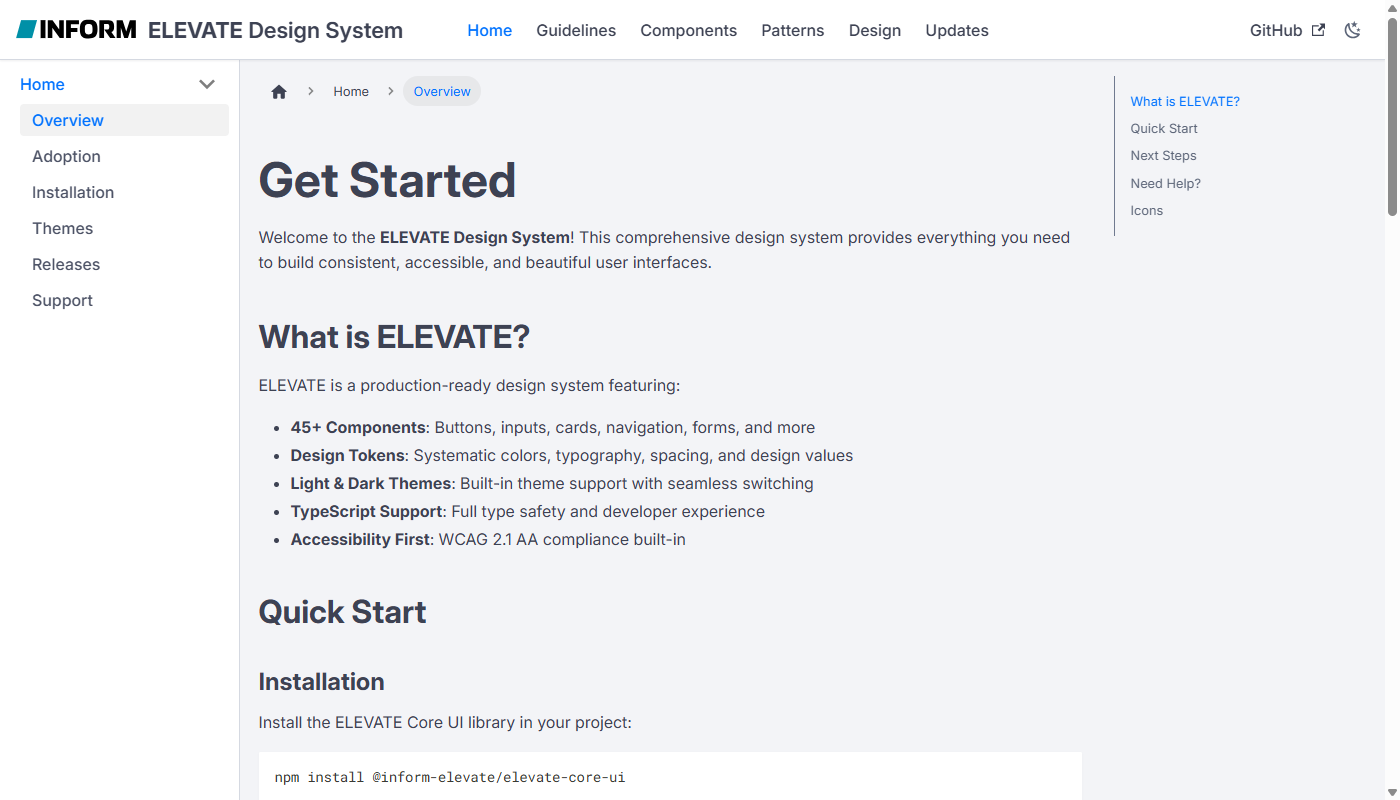 INFORM ELEVATE Design System
Home Guidelines Components Patterns Design Updates
GitHub
Home
Overview
Adoption
Installation
Themes
Releases
Support
Home Overview
Get Started
Welcome to the ELEVATE Design System! This comprehensive design system provides everything you need
to build consistent, accessible, and beautiful user interfaces.
What is ELEVATE?
ELEVATE is a production-ready design system featuring:
• 45+ Components: Buttons, inputs, cards, navigation, forms, and more
• Design Tokens: Systematic colors, typography, spacing, and design values
• Light & Dark Themes: Built-in theme support with seamless switching
• TypeScript Support: Full type safety and developer experience
• Accessibility First: WCAG 2.1 AA compliance built-in
Quick Start
Installation
Install the ELEVATE Core UI library in your project:
npm install @inform-elevate/elevate-core-ui
What is ELEVATE?
Quick Start
Next Steps
Need Help?
Icons